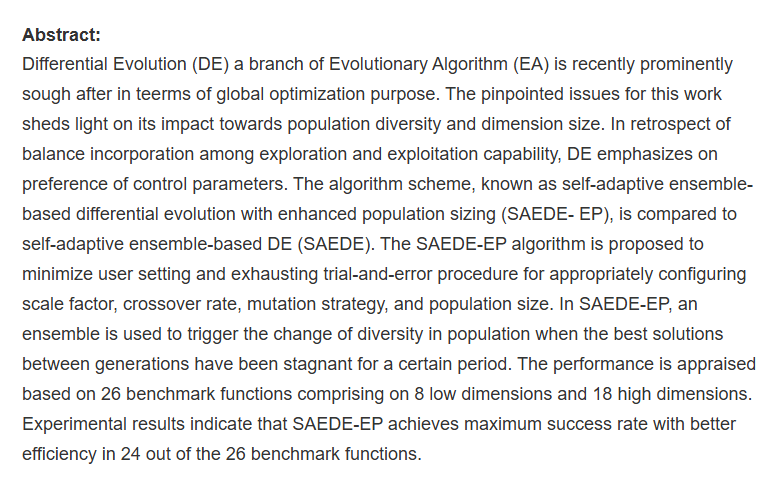 Abstract:
Differential Evolution (DE) a branch of Evolutionary Algorithm (EA) is recently prominently
sough after in teerms of global optimization purpose. The pinpointed issues for this work
sheds light on its impact towards population diversity and dimension size. In retrospect of
balance incorporation among exploration and exploitation capability, DE emphasizes on
preference of control parameters. The algorithm scheme, known as self-adaptive ensemble-
based differential evolution with enhanced population sizing (SAEDE- EP), is compared to
self-adaptive ensemble-based DE (SAEDE). The SAEDE-EP algorithm is proposed to
minimize user setting and exhausting trial-and-error procedure for appropriately configuring
scale factor, crossover rate, mutation strategy, and population size. In SAEDE-EP, an
ensemble is used to trigger the change of diversity in population when the best solutions
between generations have been stagnant for a certain period. The performance is appraised
based on 26 benchmark functions comprising on 8 low dimensions and 18 high dimensions.
Experimental results indicate that SAEDE-EP achieves maximum success rate with better
efficiency in 24 out of the 26 benchmark functions.